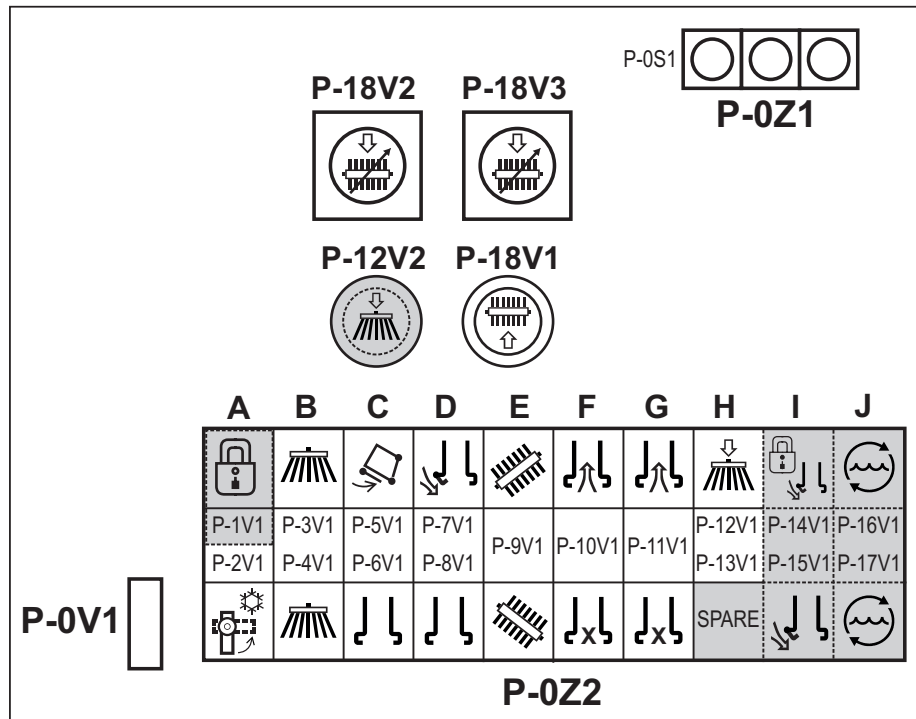 P-0S1
P-0Z1
P-18V2 P-18V3
P-12V2 P-18V1
A B C D E F G H I J
P-1V1 P-3V1 P-5V1 P-7V1 P-9V1 P-10V1 P-11V1 P-12V1 P-14V1 P-16V1
P-2V1 P-4V1 P-6V1 P-8V1 P-13V1 P-15V1 P-17V1
P-0V1
x x SPARE
P-0Z2